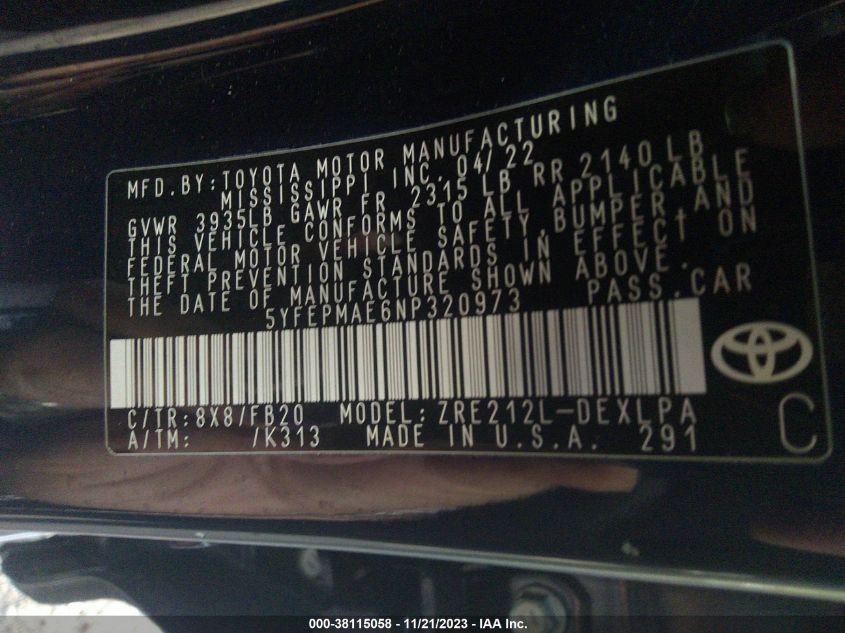 MFD.BY:TOYOTA MOTOR MANUFACTURING
MISSISSIPPI INC. 04/22
GVWR 3935LB GAWR FR 2315 LB RR 2140 LB
THIS VEHICLE CONFORMS TO ALL APPLICABLE
FEDERAL MOTOR VEHICLE SAFETY,BUMPER,AND
THEFT PREVENTION STANDARDS IN EFFECT ON
THE DATE OF MANUFACTURE SHOWN ABOVE.
5YFEPMAE6NP320973 PASS.CAR
C/TR:8X8/FB20 MODEL: ZRE212L-DEXLPA
A/TM: /K313 MADE IN U.S.A. 291
C
000-38115058 - 11/21/2023 - IAA Inc.